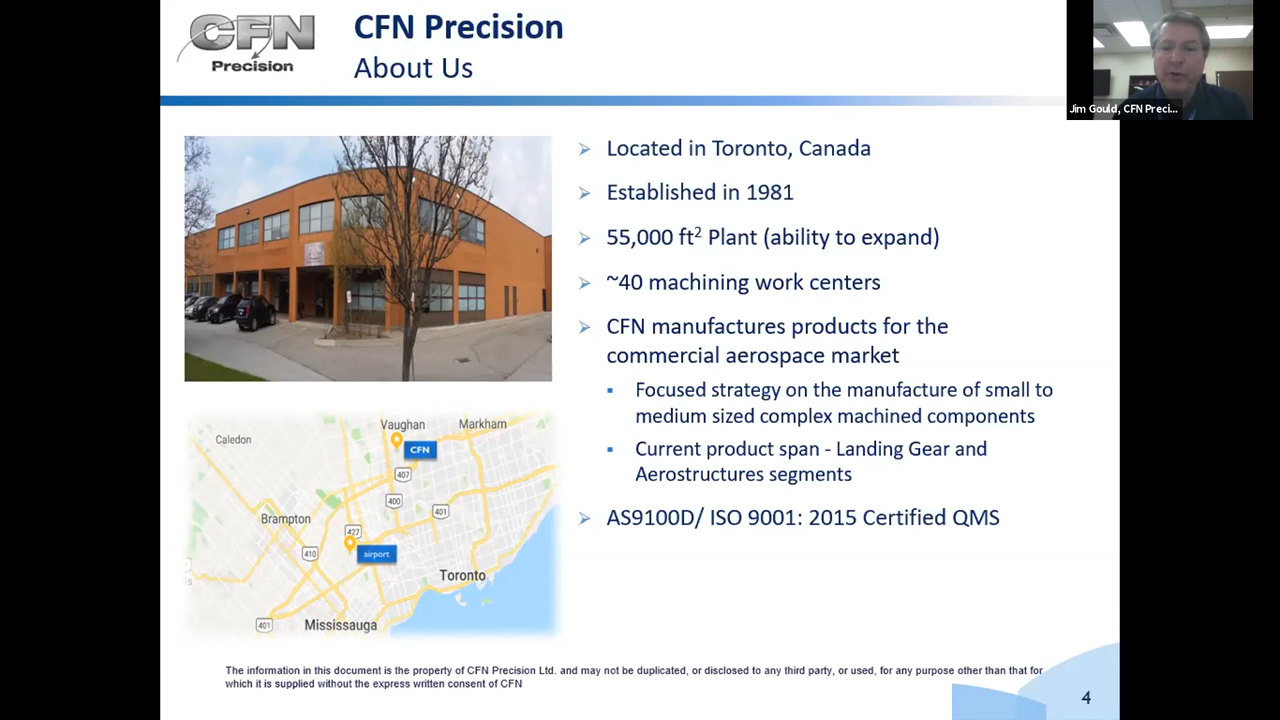 CFN
Precision
CFN Precision
About Us
Jim Gould, CFN Preci...
Located in Toronto, Canada
Established in 1981
55,000 ft² Plant (ability to expand)
~40 machining work centers
CFN manufactures products for the
commercial aerospace market
Focused strategy on the manufacture of small to
medium sized complex machined components
Current product span - Landing Gear and
Aerostructures segments
AS9100D/ ISO 9001: 2015 Certified QMS
Vaughan
Markham
Caledon
CFN
407
400
401
Brampton
427
410
airport
Toronto
401
Mississauga
The information in this document is the property of CFN Precision Ltd. and may not be duplicated, or disclosed to any third party, or used, for any purpose other than that for
which it is supplied without the express written consent of CFN
4